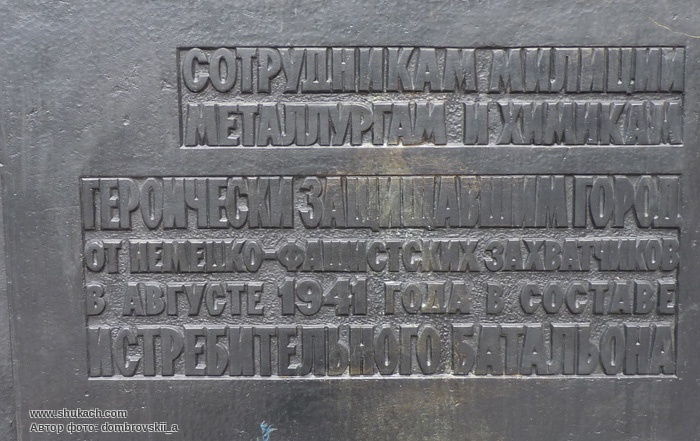 СОТРУДНИКАМ МИЛИЦИИ
МЕТАЛЛУРГАМ И ХИМИКАМ
ГЕРОИЧЕСКИ ЗАЩИЩАВШИМ ГОРОД
ОТ НЕМЕЦКО-ФАШИСТСКИХ ЗАХВАТЧИКОВ
В АВГУСТЕ 1941 ГОДА В СОСТАВЕ
ИСТРЕБИТЕЛЬНОГО БАТАЛЬОНА
www.shukach.com
Автор фото: dombrovskii_a